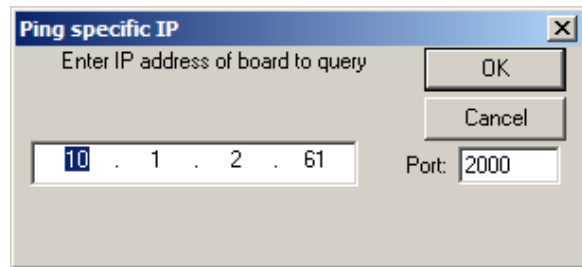 Ping specific IP
Enter IP address of board to query
OK
Cancel
10 . 1 . 2 . 61
Port: 2000